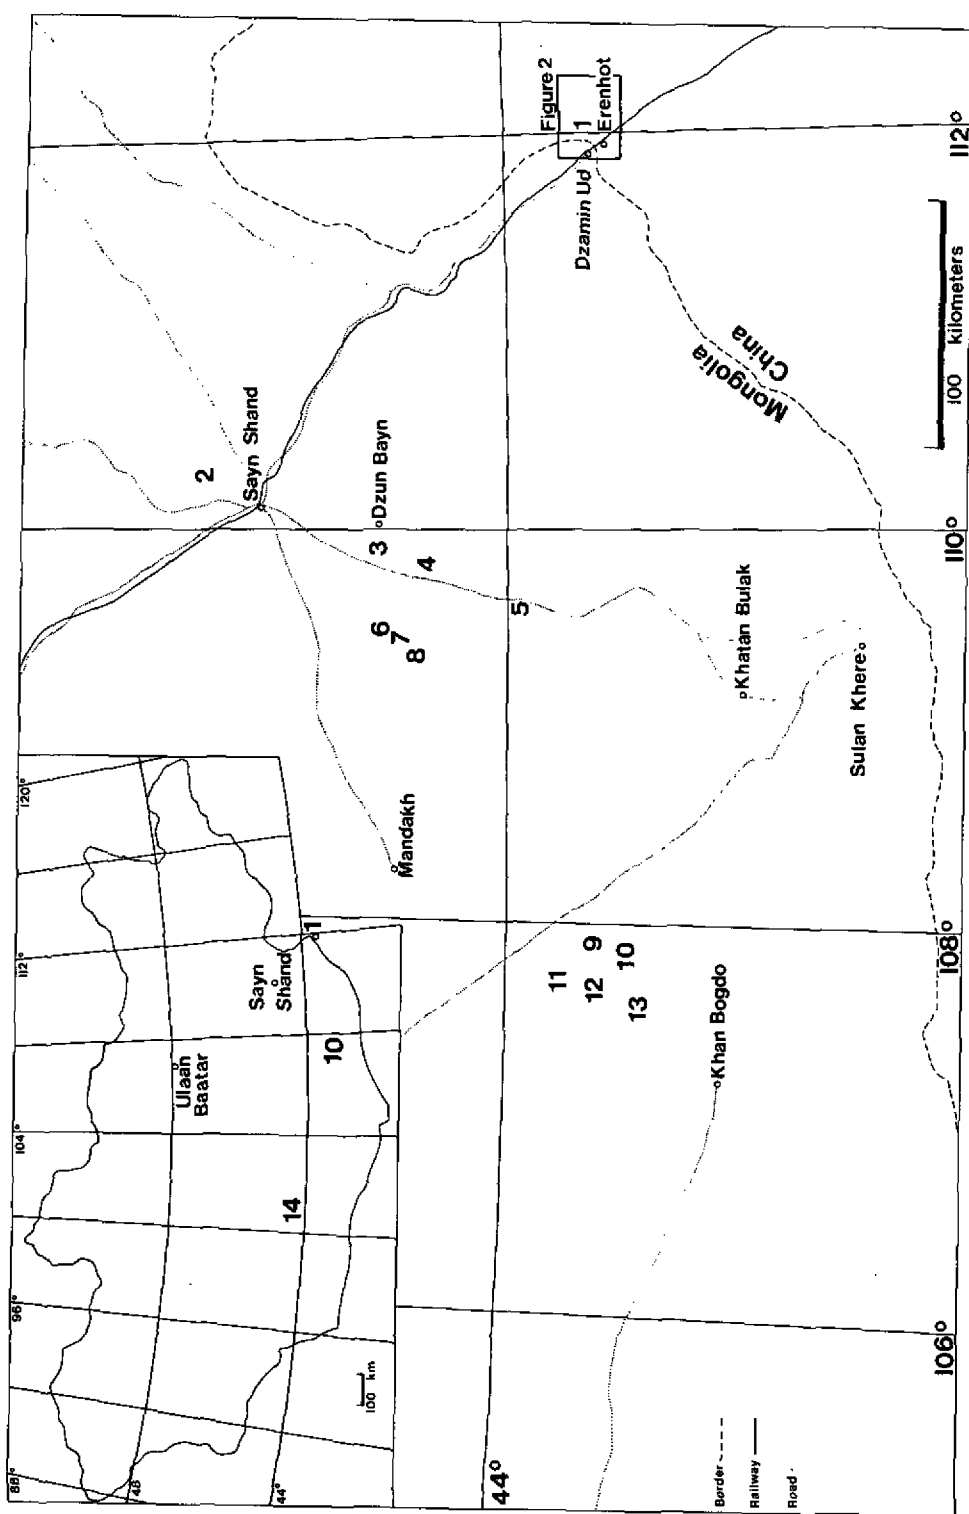 88°
96°
104°
112°
120°
48
44°
Ulaan
Baatar
Sayn
Shand
1
10
14
100 km
2
Sayn Shand
3
Dzun Bayn
4
5
6
7
8
Mandakh
Figure 2
1
Erenhot
Dzamin Ud
Mongolia
China
Khatan Bulak
Sulan Khere
11
9
12
10
13
Khan Bogdo
44°
106°
108°
110°
112°
100 kilometers
Border
Railway
Road